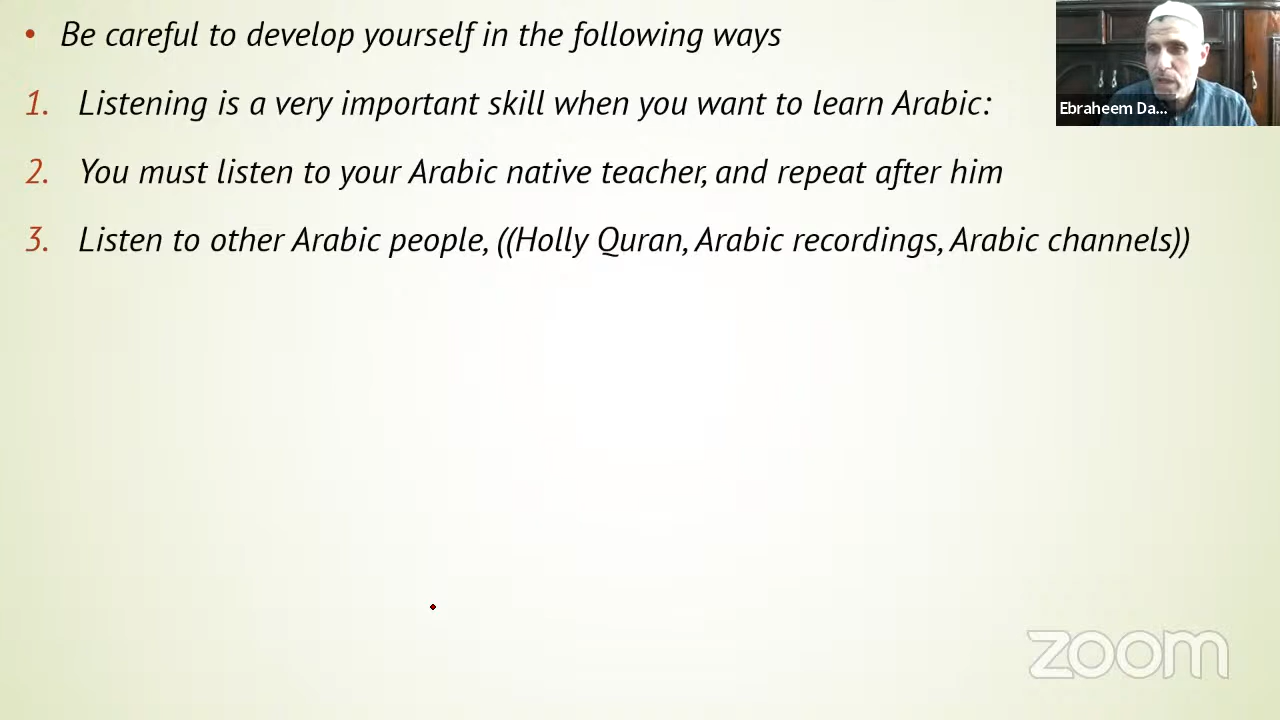 • Be careful to develop yourself in the following ways
1. Listening is a very important skill when you want to learn Arabic:
2. You must listen to your Arabic native teacher, and repeat after him
3. Listen to other Arabic people, ((Holly Quran, Arabic recordings, Arabic channels))
Ebraheem Da...
zoom